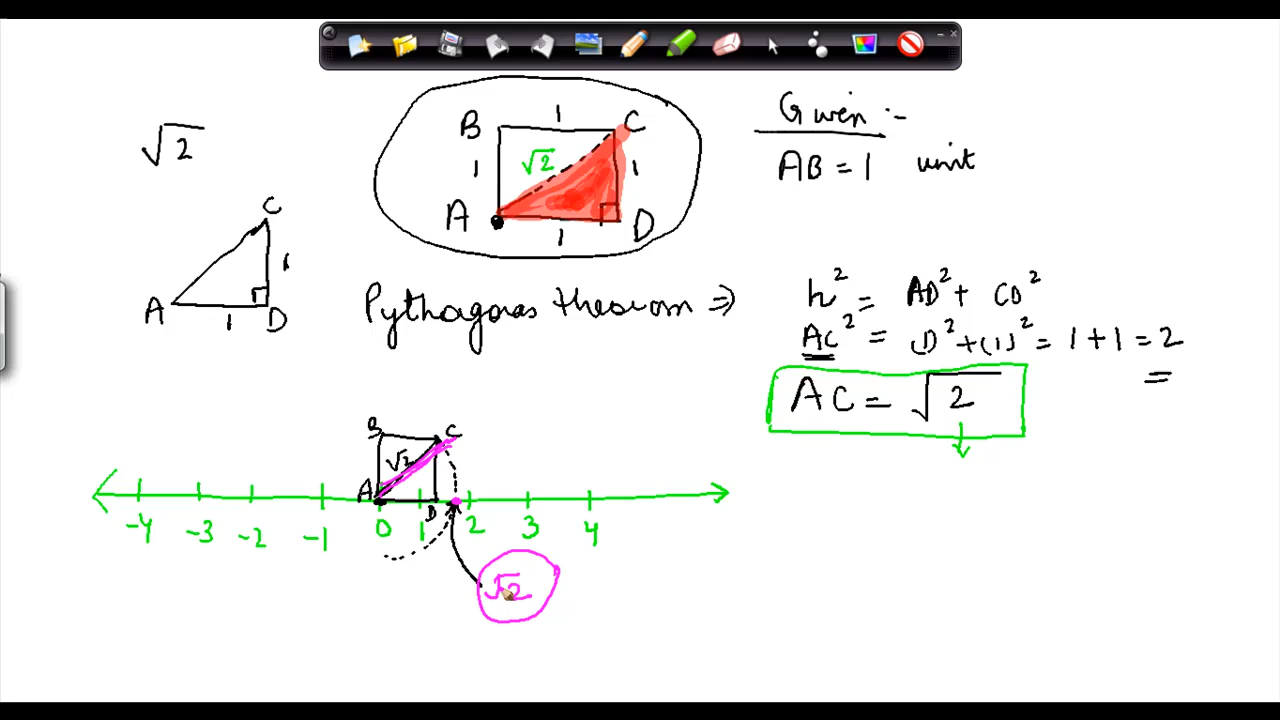 √2
B 1 C
1 √2 1
A 1 D
Given :-
AB = 1 unit
C
1
A 1 D
Pythagoras theorom ⇒
h² = AD² + CD²
AC² = (1)² + (1)² = 1 + 1 = 2
AC = √2
B C
√2
A D
-4 -3 -2 -1 0 1 2 3 4
√2